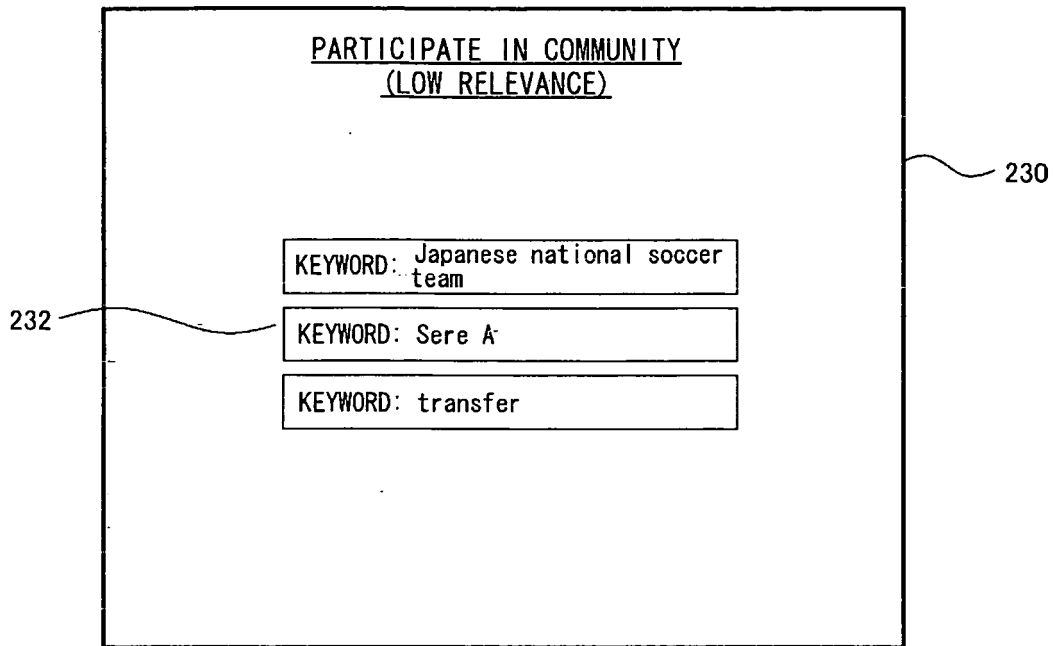 PARTICIPATE IN COMMUNITY
(LOW RELEVANCE)
230
KEYWORD: Japanese national soccer
team
232
KEYWORD: Sere A
KEYWORD: transfer